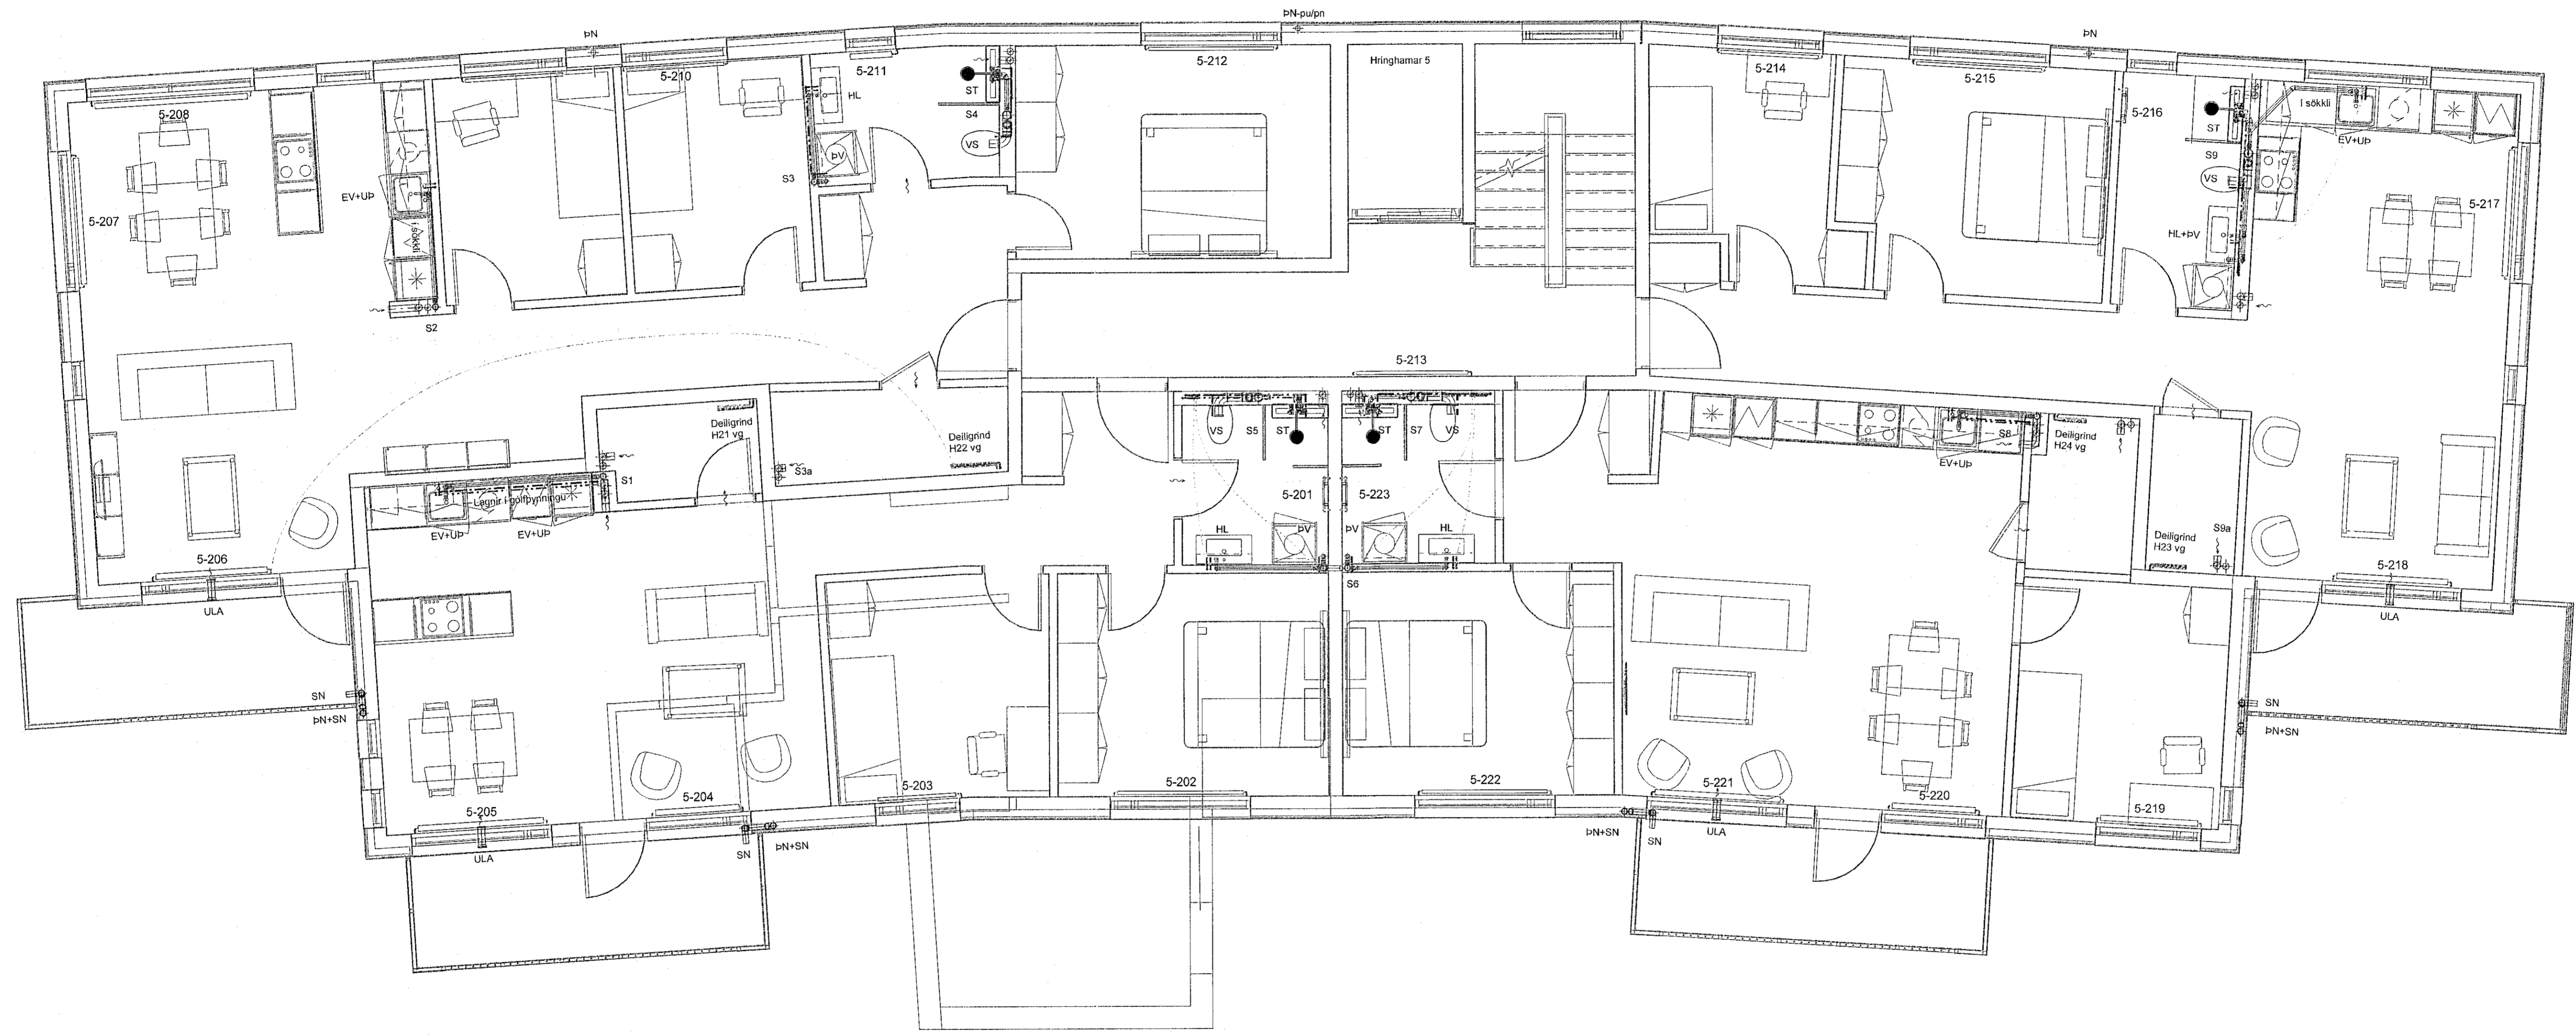 ÞN-pu/pn
ÞN
ÞN
5-208
5-210
5-211
5-212
Hringhamar 5
5-214
5-215
5-216
HL
ST
S4
VS
ÞV
S3
EV+UÞ
í sökkli
5-207
S2
ST
S9
VS
HL+ÞV
Í sökkli
EV+UÞ
5-217
5-213
Deiligrind
H21 vg
Deiligrind
H22 vg
S1
S3a
Lagnir í gólfþynningu
EV+UÞ
EV+UÞ
VS
S5
ST
ST
S7
VS
5-201
5-223
HL
ÞV
ÞV
HL
S6
S8
EV+UÞ
Deiligrind
H24 vg
Deiligrind
H23 vg
S9a
5-206
ULA
5-218
ULA
SN
ÞN+SN
SN
ÞN+SN
5-205
ULA
5-204
SN
ÞN+SN
5-203
5-202
5-222
ÞN+SN
SN
5-221
ULA
5-220
5-219